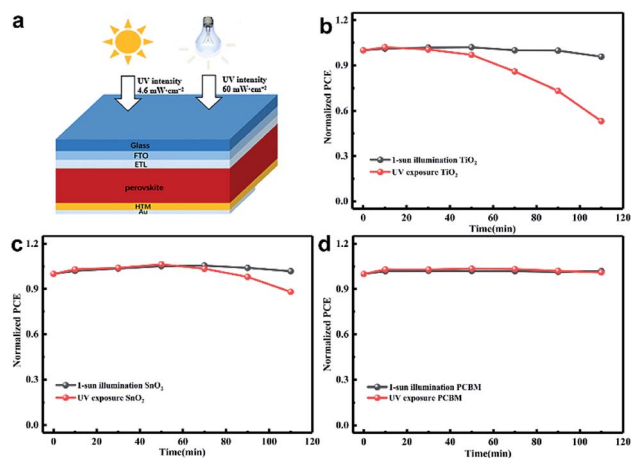 a
UV intensity
4.6 mW·cm⁻²
UV intensity
60 mW·cm⁻²
Glass
FTO
ETL
perovskite
HTM
Au
b
Normalized PCE
1.2
0.9
0.6
0.3
0.0
1-sun illumination TiO₂
UV exposure TiO₂
0 20 40 60 80 100 120
Time(min)
c
Normalized PCE
1.2
0.9
0.6
0.3
0.0
1-sun illumination SnO₂
UV exposure SnO₂
0 20 40 60 80 100 120
Time(min)
d
Normalized PCE
1.2
0.9
0.6
0.3
0.0
1-sun illumination PCBM
UV exposure PCBM
0 20 40 60 80 100 120
Time(min)